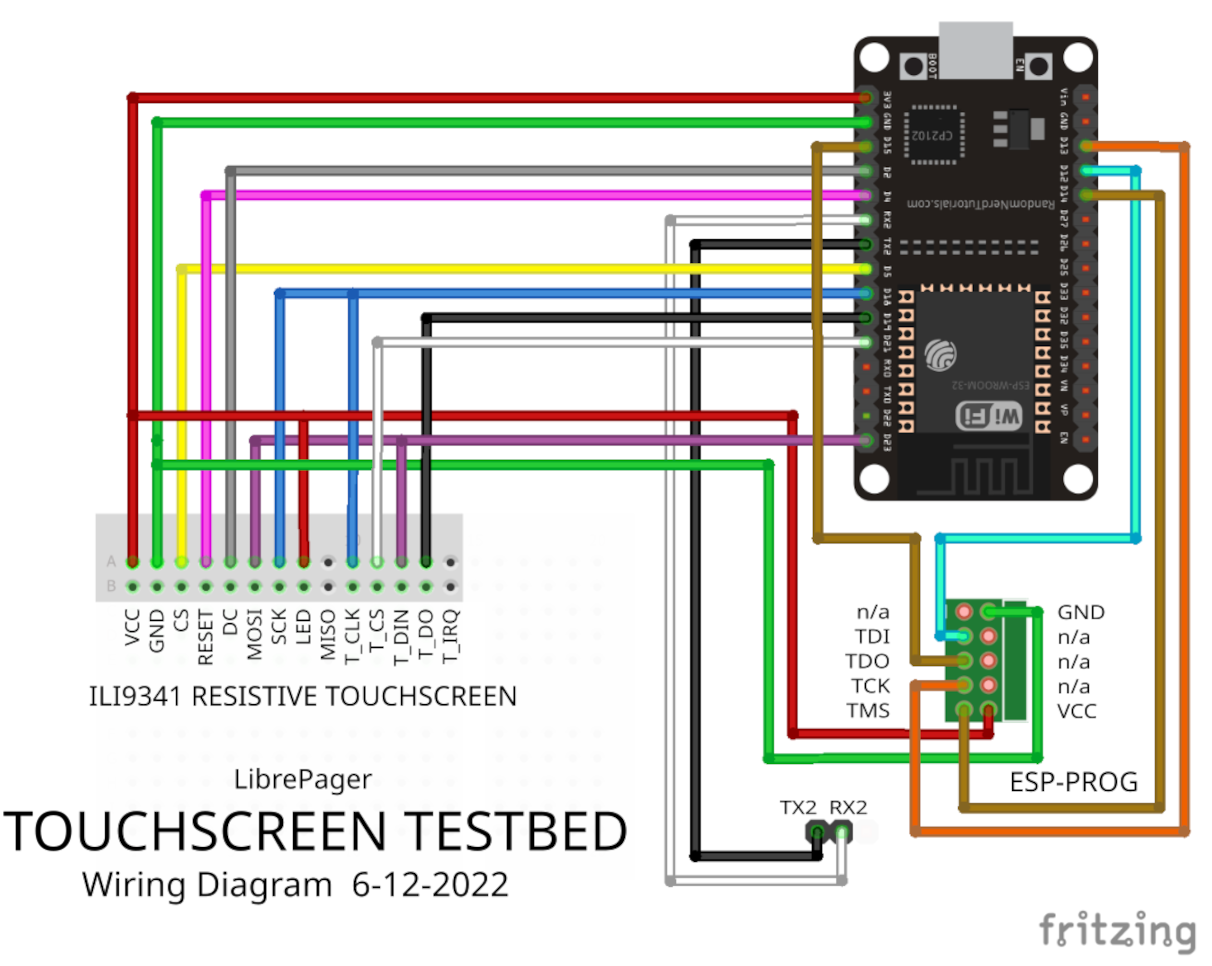 BOOT
EN
3V3
GND
D15
D2
D4
RX2
TX2
D5
D18
D19
D21
RX0
TX0
D22
D23
Vin
GND
D13
D12
D14
D27
D26
D25
D33
D32
D35
D34
VN
VP
EN
CP2102
RandomNerdTutorials.com
ESP-WROOM-32
WiFi
A
B
VCC
GND
CS
RESET
DC
MOSI
SCK
LED
MISO
T_CLK
T_CS
T_DIN
T_DO
T_IRQ
ILI9341 RESISTIVE TOUCHSCREEN
n/a GND
TDI n/a
TDO n/a
TCK n/a
TMS VCC
ESP-PROG
TX2 RX2
LibrePager
TOUCHSCREEN TESTBED
Wiring Diagram 6-12-2022
fritzing